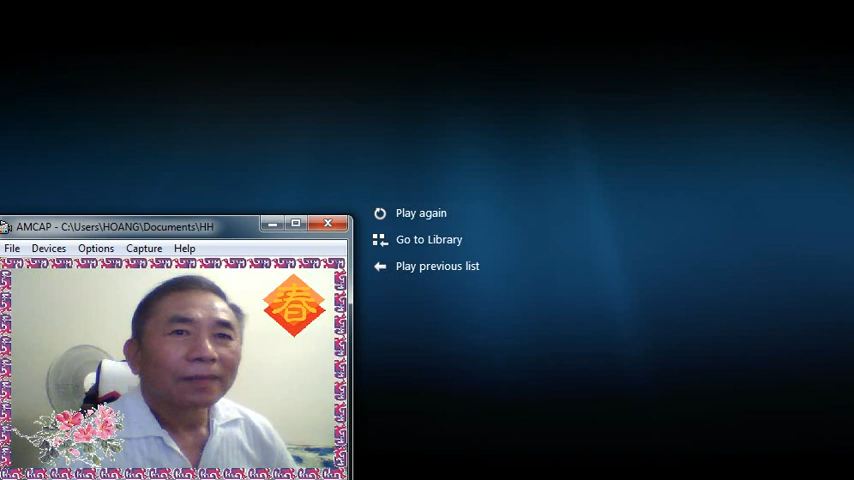 Play again
AMCAP - C:\Users\HOANG\Documents\HH
Go to Library
File Devices Options Capture Help
Play previous list
春